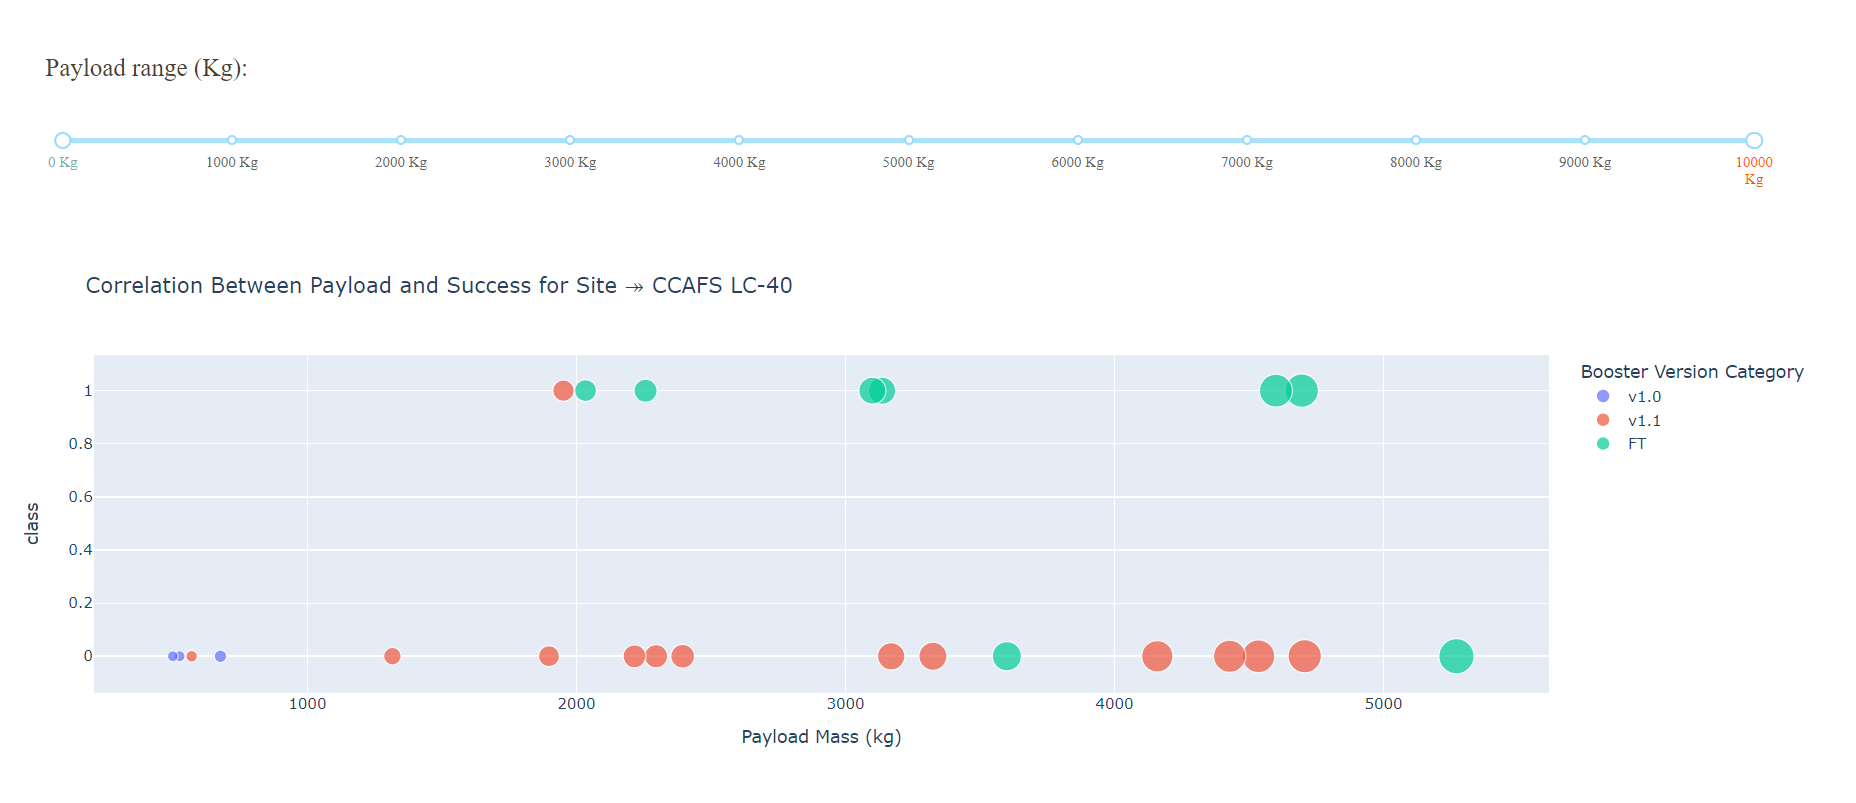 Payload range (Kg):
0 Kg 1000 Kg 2000 Kg 3000 Kg 4000 Kg 5000 Kg 6000 Kg 7000 Kg 8000 Kg 9000 Kg 10000
Kg
Correlation Between Payload and Success for Site ↠ CCAFS LC-40
Booster Version Category
v1.0
v1.1
FT
1
0.8
0.6
0.4
0.2
0
class
1000 2000 3000 4000 5000
Payload Mass (kg)